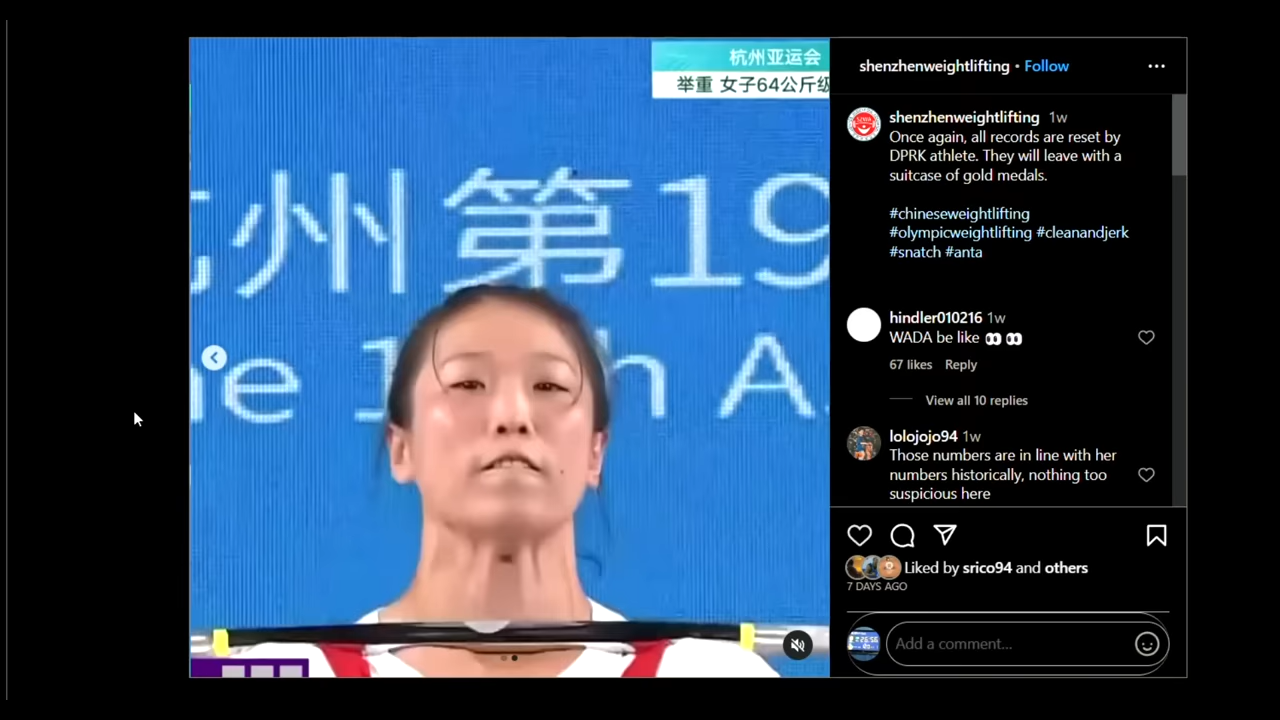 杭州亚运会
举重 女子64公斤级
州 第19
he 1 h A
shenzhenweightlifting • Follow
shenzhenweightlifting 1w
Once again, all records are reset by
DPRK athlete. They will leave with a
suitcase of gold medals.
#chineseweightlifting
#olympicweightlifting #cleanandjerk
#snatch #anta
hindler010216 1w
WADA be like 👀 👀
67 likes Reply
View all 10 replies
lolojojo94 1w
Those numbers are in line with her
numbers historically, nothing too
suspicious here
Liked by srico94 and others
7 DAYS AGO
Add a comment...